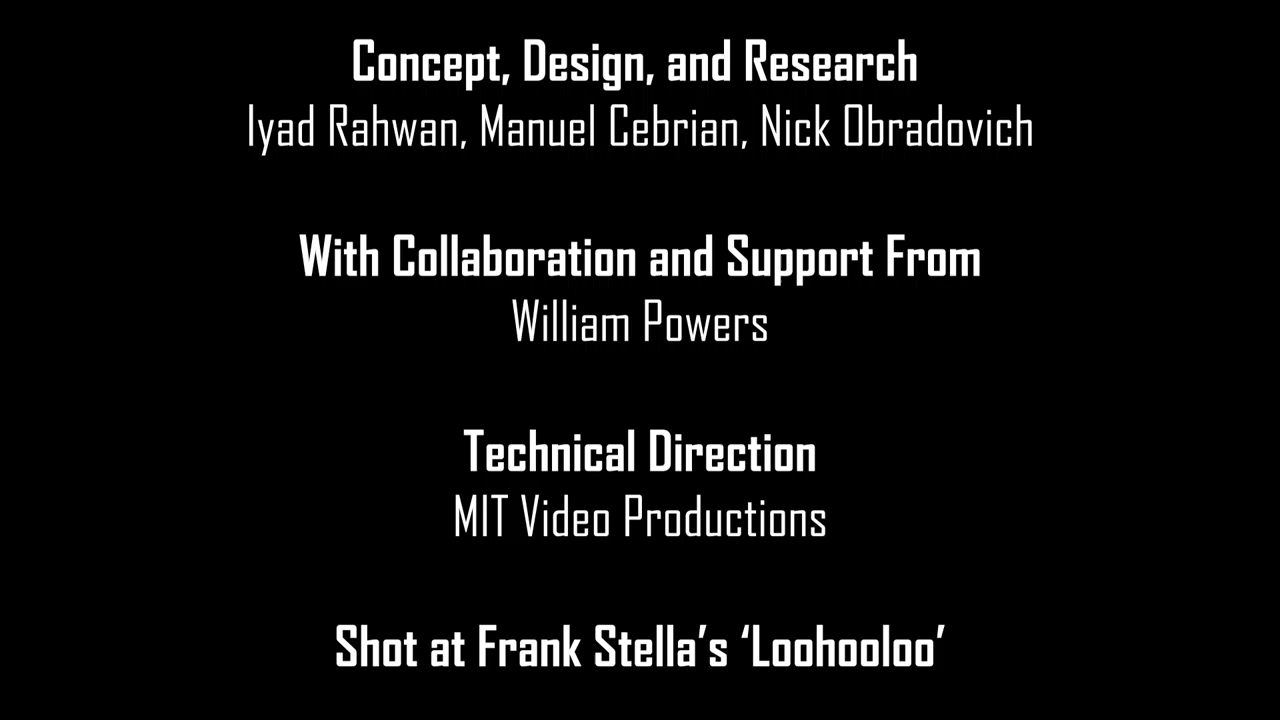 Concept, Design, and Research
Iyad Rahwan, Manuel Cebrian, Nick Obradovich
With Collaboration and Support From
William Powers
Technical Direction
MIT Video Productions
Shot at Frank Stella’s ‘Loohooloo’